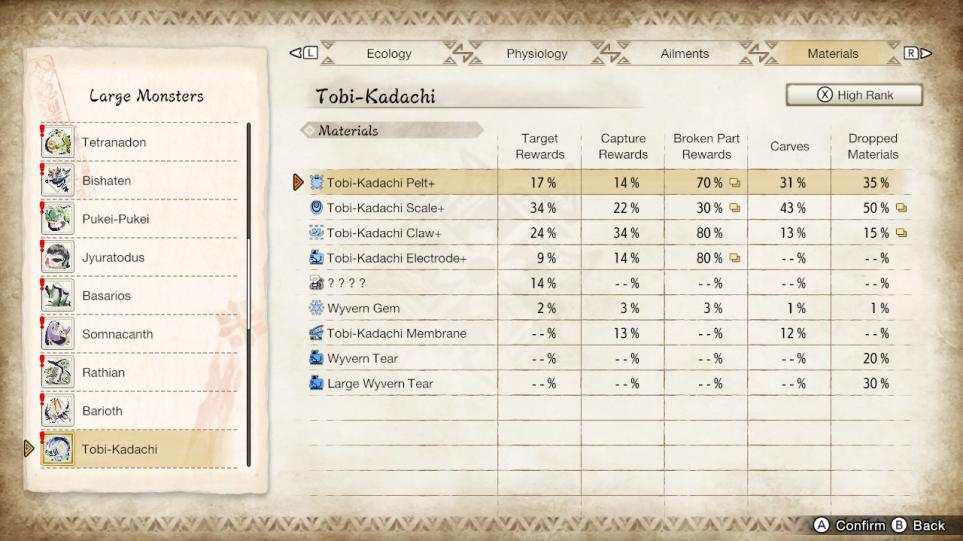 L Ecology Physiology Ailments Materials R
Large Monsters
Tetranadon
Bishaten
Pukei-Pukei
Jyuratodus
Basarios
Somnacanth
Rathian
Barioth
Tobi-Kadachi
Tobi-Kadachi
X High Rank
Materials
Target Rewards Capture Rewards Broken Part Rewards Carves Dropped Materials
Tobi-Kadachi Pelt+ 17 % 14 % 70 % 31 % 35 %
Tobi-Kadachi Scale+ 34 % 22 % 30 % 43 % 50 %
Tobi-Kadachi Claw+ 24 % 34 % 80 % 13 % 15 %
Tobi-Kadachi Electrode+ 9 % 14 % 80 % - - % - - %
? ? ? ? 14 % - - % - - % - - % - - %
Wyvern Gem 2 % 3 % 3 % 1 % 1 %
Tobi-Kadachi Membrane - - % 13 % - - % 12 % - - %
Wyvern Tear - - % - - % - - % - - % 20 %
Large Wyvern Tear - - % - - % - - % - - % 30 %
A Confirm B Back